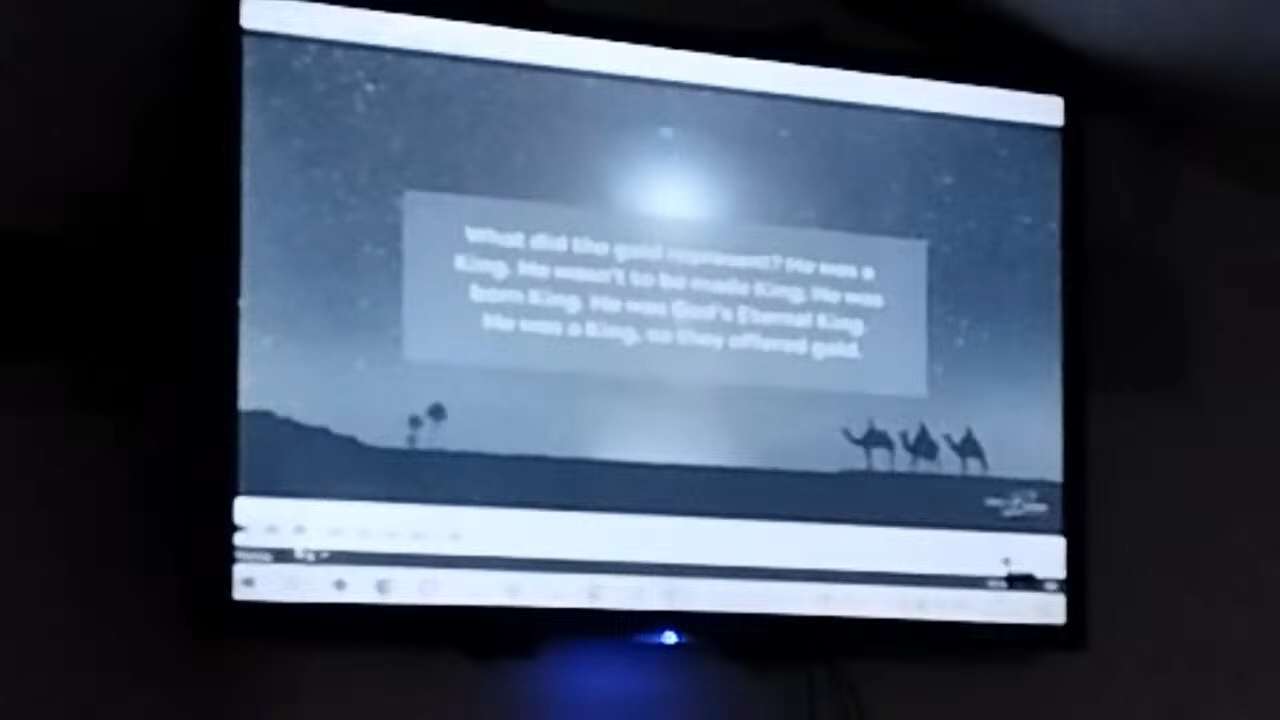 What did the gold represent? He was a
King. He wasn't to be made King, He was
born King. He was God's Eternal King.
He was a King, so they offered gold.